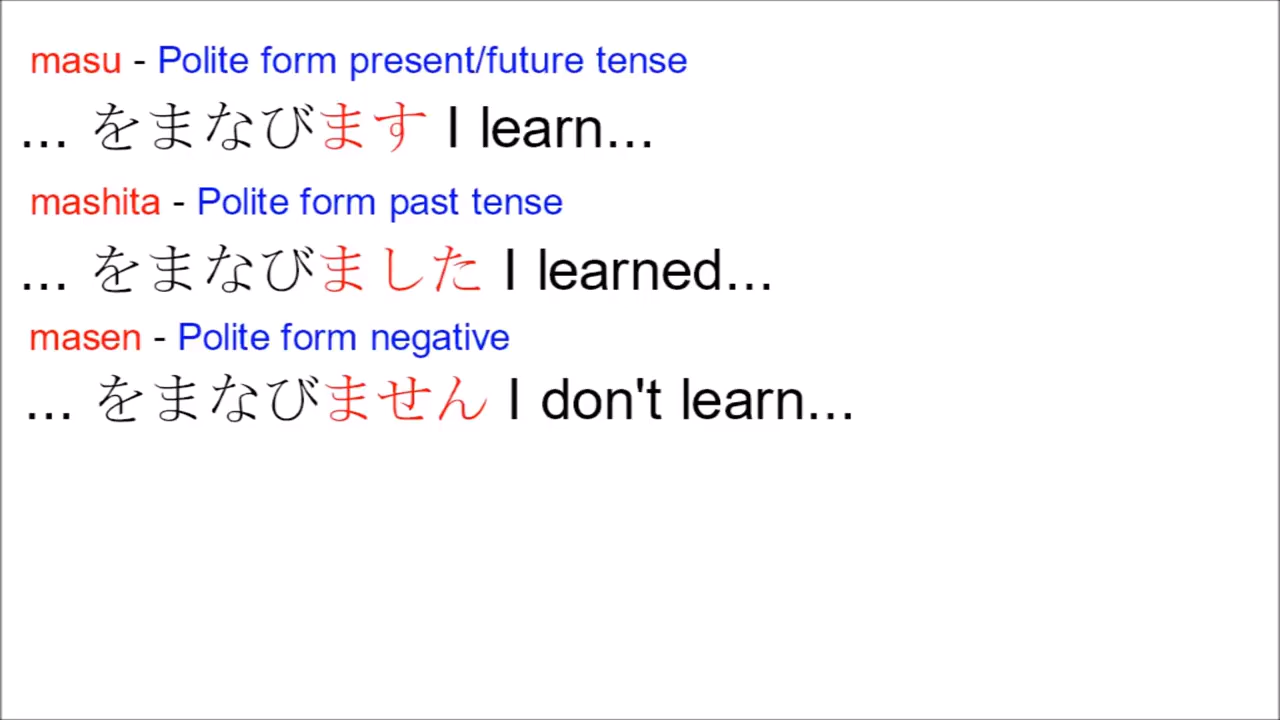 masu - Polite form present/future tense
... をまなびます I learn...
mashita - Polite form past tense
... をまなびました I learned...
masen - Polite form negative
... をまなびません I don't learn...